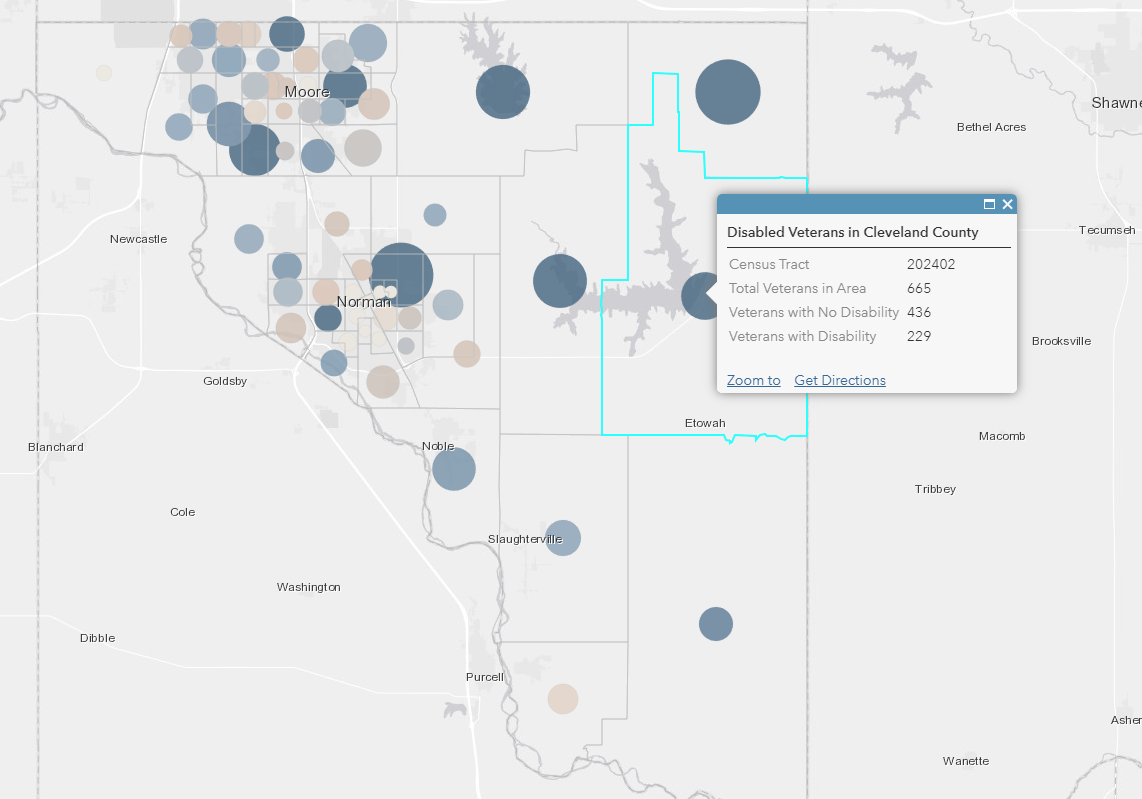 Moore
Shawne
Bethel Acres
Newcastle
Tecumseh
Disabled Veterans in Cleveland County
Census Tract 202402
Total Veterans in Area 665
Veterans with No Disability 436
Veterans with Disability 229
Zoom to Get Directions
Norman
Brooksville
Goldsby
Etowah
Macomb
Blanchard
Noble
Tribbey
Cole
Slaughterville
Washington
Dibble
Purcell
Asher
Wanette